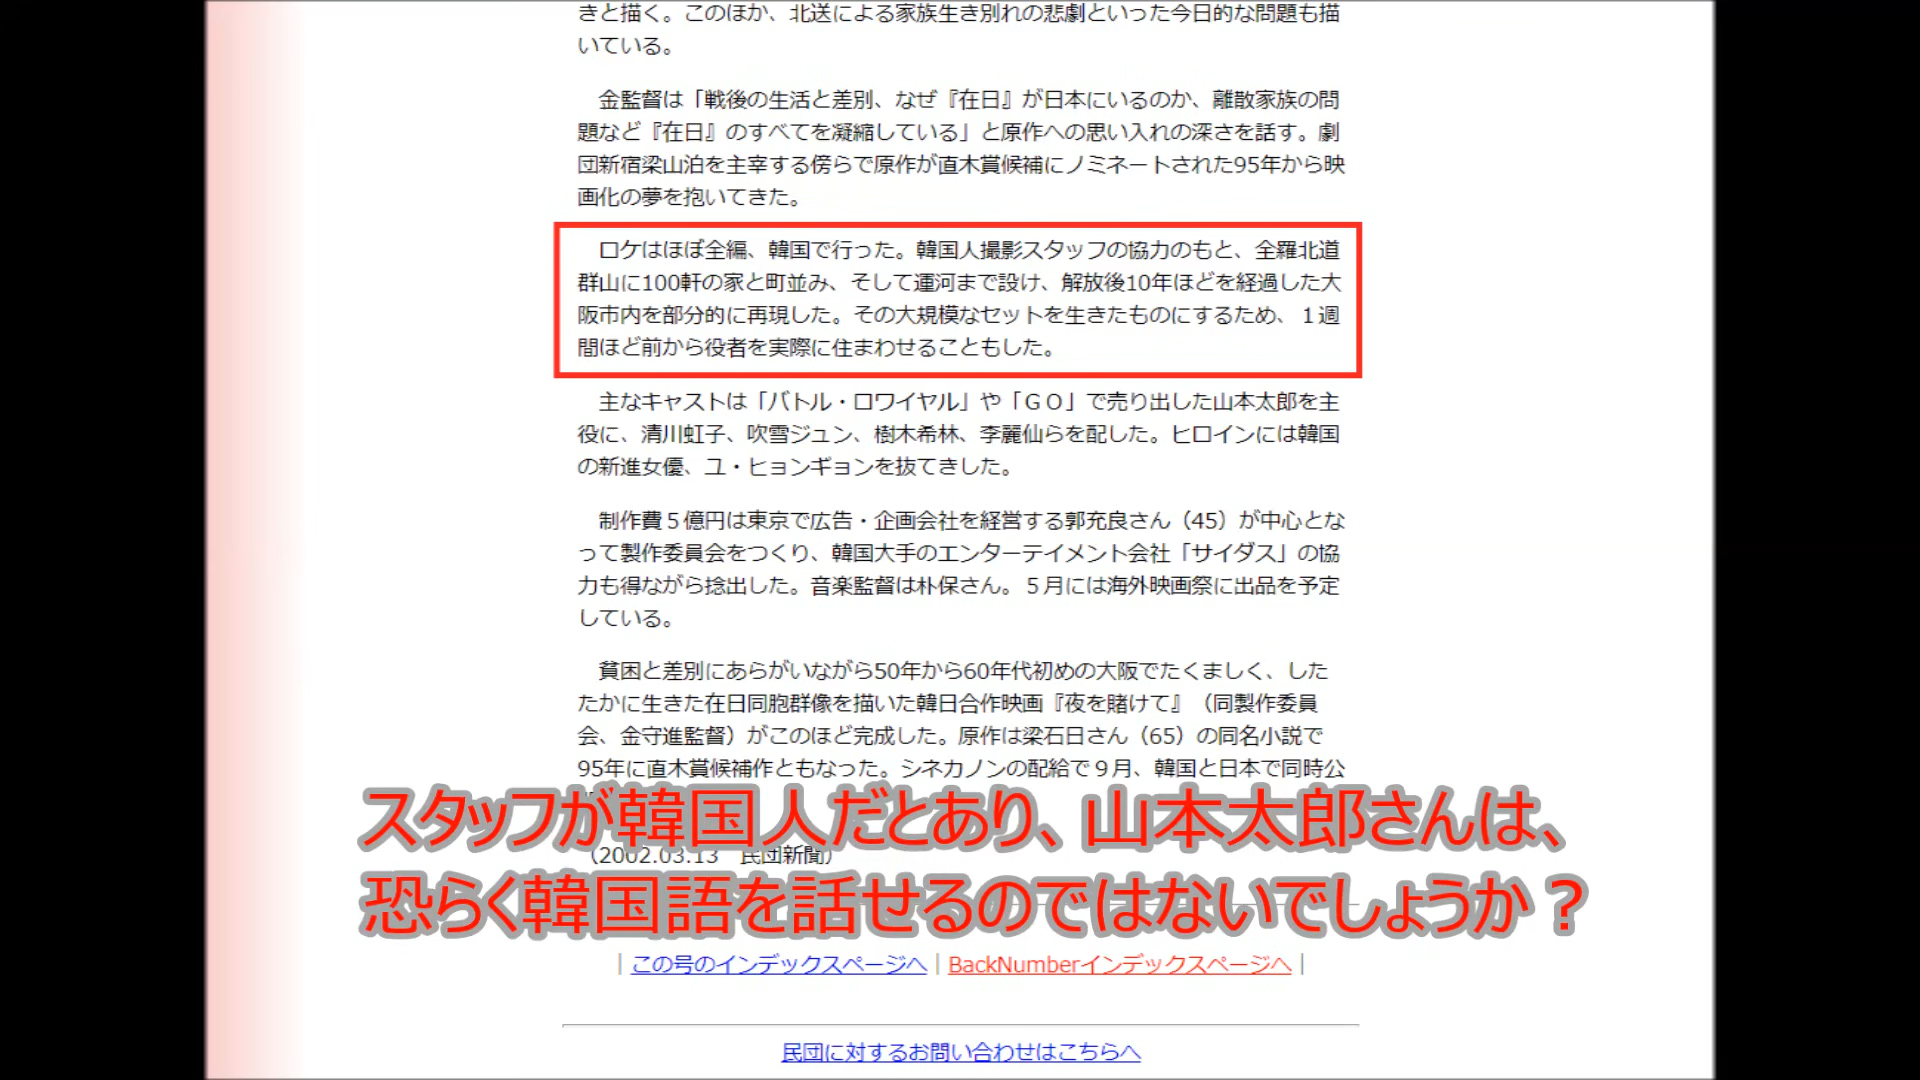 きと描く。このほか、北送による家族生き別れの悲劇といった今日的な問題も描
いている。
金監督は「戦後の生活と差別、なぜ『在日』が日本にいるのか、離散家族の問
題など『在日』のすべてを凝縮している」と原作への思い入れの深さを話す。劇
団新宿梁山泊を主宰する傍らで原作が直木賞候補にノミネートされた95年から映
画化の夢を抱いてきた。
ロケはほぼ全編、韓国で行った。韓国人撮影スタッフの協力のもと、全羅北道
群山に100軒の家と町並み、そして運河まで設け、解放後10年ほどを経過した大
阪市内を部分的に再現した。その大規模なセットを生きたものにするため、１週
間ほど前から役者を実際に住まわせることもした。
主なキャストは「バトル・ロワイヤル」や「ＧＯ」で売り出した山本太郎を主
役に、清川虹子、吹雪ジュン、樹木希林、李麗仙らを配した。ヒロインには韓国
の新進女優、ユ・ヒョンギョンを抜てきした。
制作費５億円は東京で広告・企画会社を経営する郭充良さん（45）が中心とな
って製作委員会をつくり、韓国大手のエンターテイメント会社「サイダス」の協
力も得ながら捻出した。音楽監督は朴保さん。５月には海外映画祭に出品を予定
している。
貧困と差別にあらがいながら50年から60年代初めの大阪でたくましく、した
たかに生きた在日同胞群像を描いた韓日合作映画『夜を賭けて』（同製作委員
会、金守進監督）がこのほど完成した。原作は梁石日さん（65）の同名小説で
95年に直木賞候補作ともなった。シネカノンの配給で９月、韓国と日本で同時公
スタッフが韓国人だとあり、山本太郎さんは、
（2002.03.13　民団新聞）
恐らく韓国語を話せるのではないでしょうか？
｜この号のインデックスページへ｜BackNumberインデックスページへ｜
民団に対するお問い合わせはこちらへ